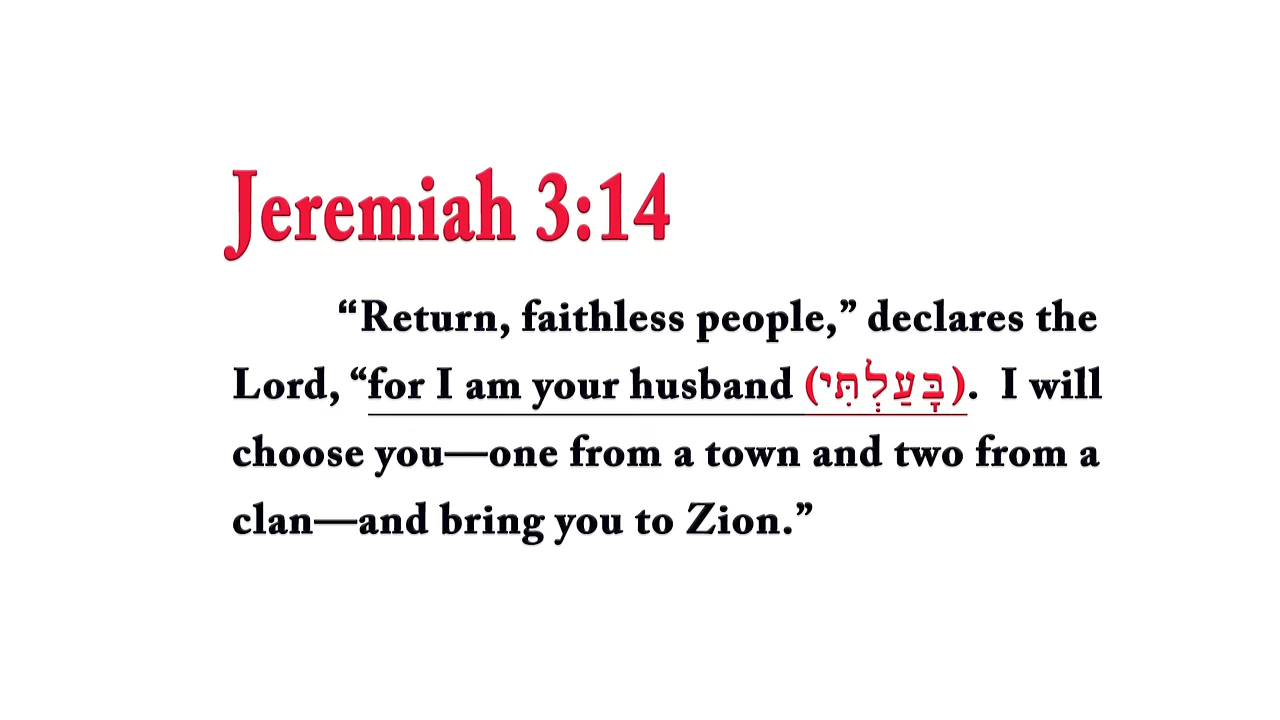 Jeremiah 3:14
“Return, faithless people,” declares the
Lord, “for I am your husband (בָּעַלְתִּי). I will
choose you—one from a town and two from a
clan—and bring you to Zion.”